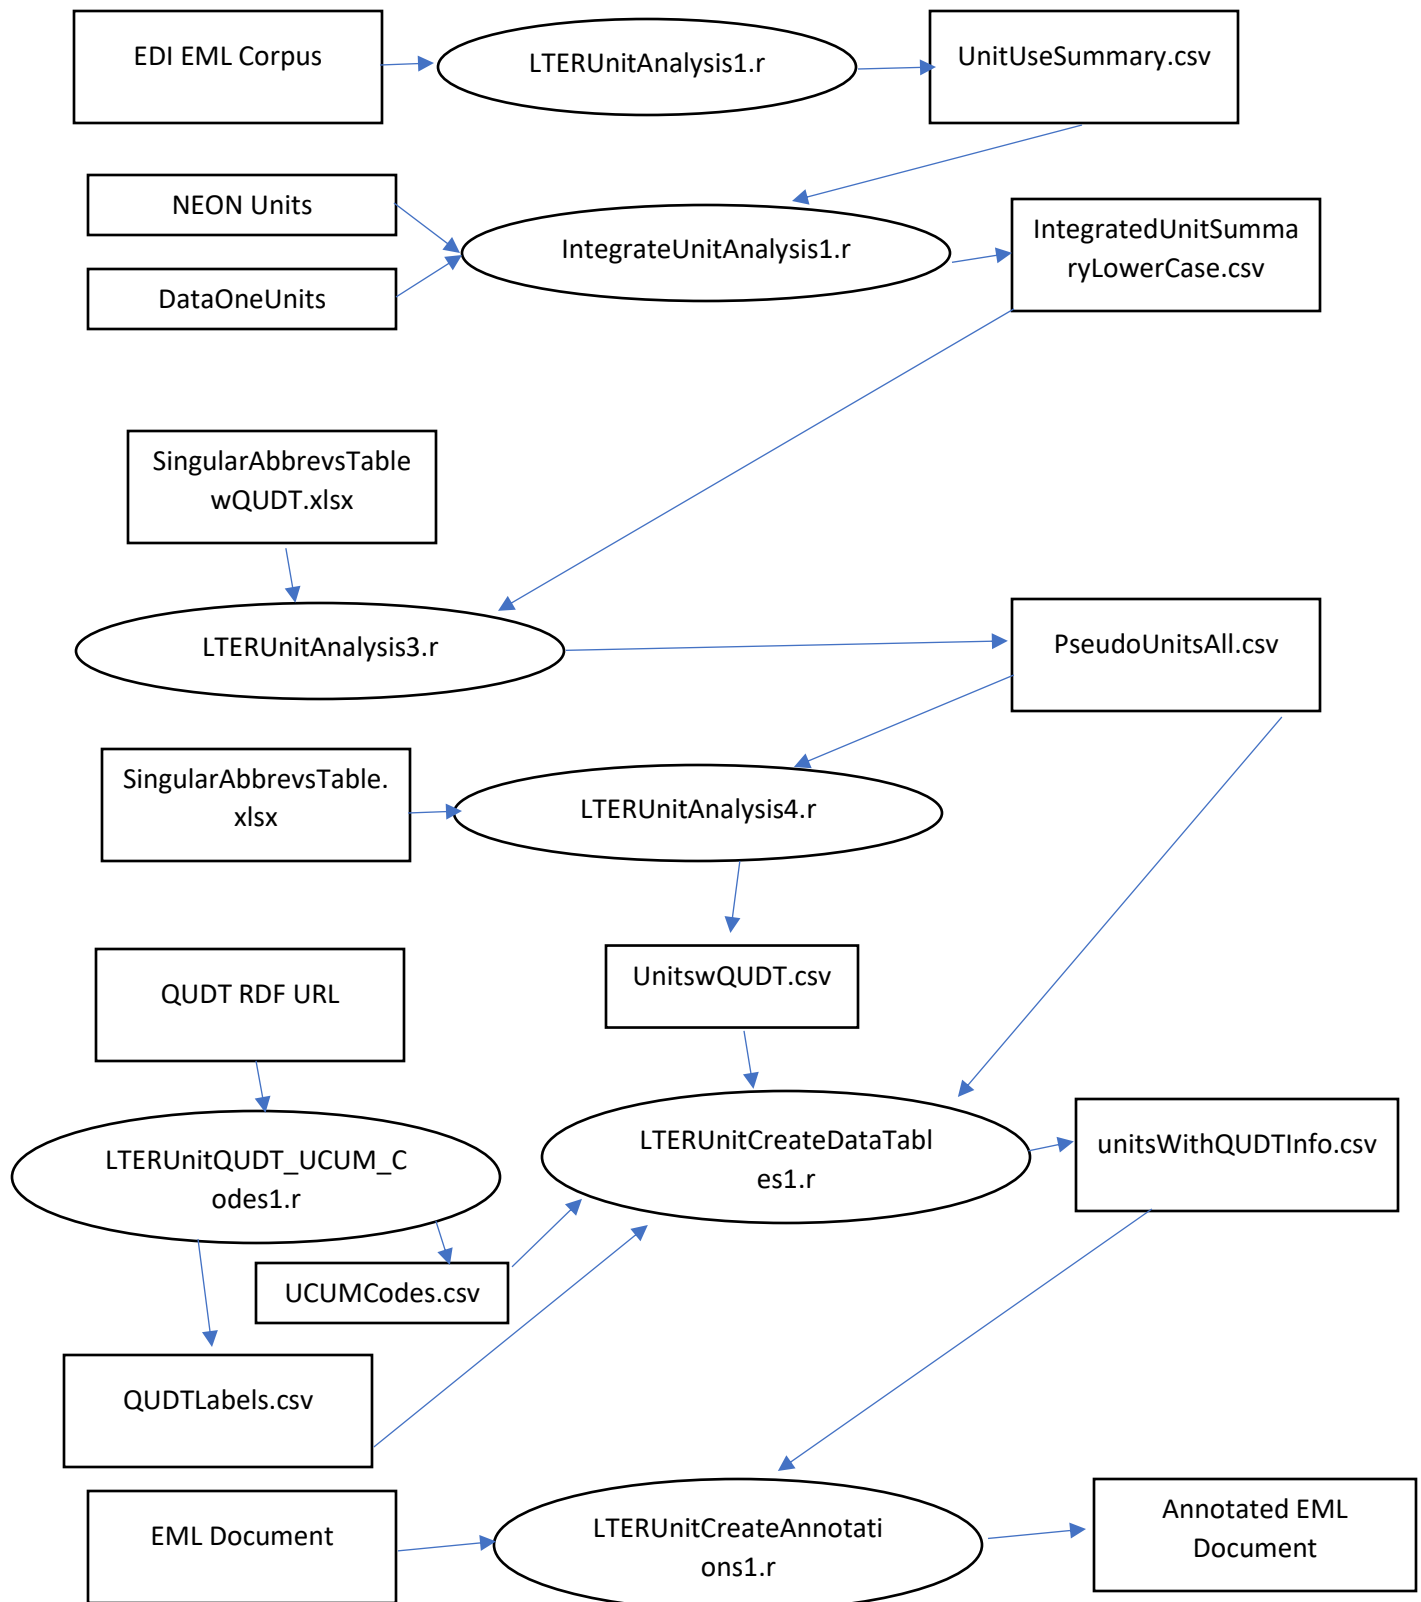 EDI EML Corpus
LTERUnitAnalysis1.r
UnitUseSummary.csv
NEON Units
IntegrateUnitAnalysis1.r
IntegratedUnitSumma
ryLowerCase.csv
DataOneUnits
SingularAbbrevsTable
wQUDT.xlsx
LTERUnitAnalysis3.r
PseudoUnitsAll.csv
SingularAbbrevsTable.
xlsx
LTERUnitAnalysis4.r
UnitswQUDT.csv
QUDT RDF URL
LTERUnitQUDT_UCUM_C
odes1.r
LTERUnitCreateDataTabl
es1.r
unitsWithQUDTInfo.csv
UCUMCodes.csv
QUDTLabels.csv
EML Document
LTERUnitCreateAnnotati
ons1.r
Annotated EML
Document